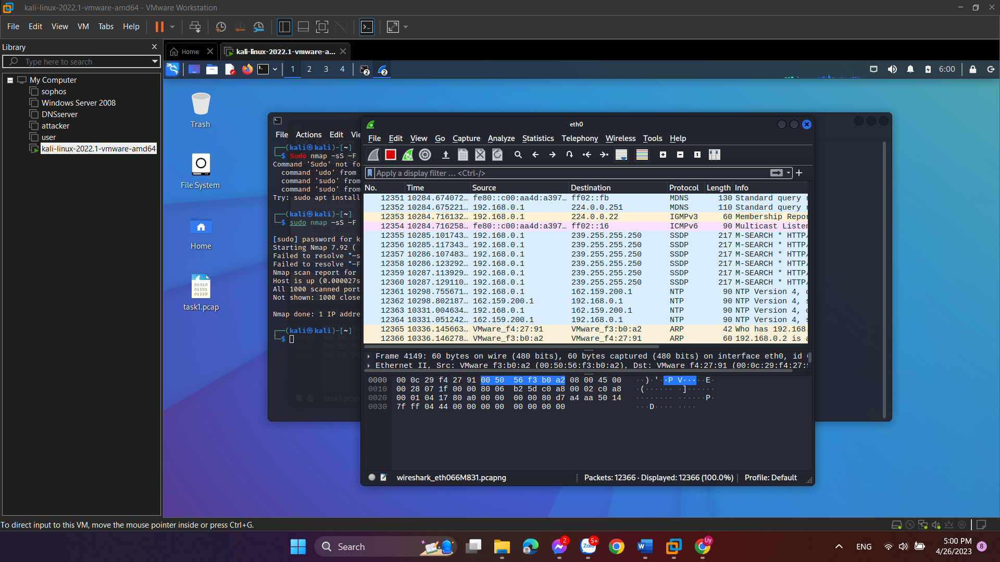 kali-linux-2022.1-vmware-amd64 - VMware Workstation
File Edit View VM Tabs Help
Library
Type here to search
My Computer
sophos
Windows Server 2008
DNSserver
attacker
user
kali-linux-2022.1-vmware-amd64
Home
kali-linux-2022.1-vmware-a...
1 2 3 4 2 2 6:00
Trash
File System
Home
01010
01101
01110
task1.pcap
File Actions Edit Vie
(kali㉿kali)-[~]
$ Sudo nmap -sS -F
Command 'Sudo' not fo
command 'udo' from
command 'sudo' from
command 'sudo' from
Try: sudo apt install
(kali㉿kali)-[~]
$ sudo nmap -sS -F
[sudo] password for k
Starting Nmap 7.92 (
Failed to resolve "-s
Failed to resolve "-F
Nmap scan report for
Host is up (0.000027s
All 1000 scanned port
Not shown: 1000 close
Nmap done: 1 IP addre
(kali㉿kali)-[~]
$
eth0
File Edit View Go Capture Analyze Statistics Telephony Wireless Tools Help
Apply a display filter ... <Ctrl-/>
No. Time Source Destination Protocol Length Info
12351 10284.674072... fe80::c00:aa4d:a397... ff02::fb MDNS 130 Standard query r
12352 10284.675221... 192.168.0.1 224.0.0.251 MDNS 110 Standard query r
12353 10284.716132... 192.168.0.1 224.0.0.22 IGMPv3 60 Membership Repor
12354 10284.716258... fe80::c00:aa4d:a397... ff02::16 ICMPv6 90 Multicast Listen
12355 10285.101743... 192.168.0.1 239.255.255.250 SSDP 217 M-SEARCH * HTTP/
12356 10285.117343... 192.168.0.1 239.255.255.250 SSDP 217 M-SEARCH * HTTP/
12357 10286.107483... 192.168.0.1 239.255.255.250 SSDP 217 M-SEARCH * HTTP/
12358 10286.123292... 192.168.0.1 239.255.255.250 SSDP 217 M-SEARCH * HTTP/
12359 10287.113929... 192.168.0.1 239.255.255.250 SSDP 217 M-SEARCH * HTTP/
12360 10287.129110... 192.168.0.1 239.255.255.250 SSDP 217 M-SEARCH * HTTP/
12361 10298.755671... 192.168.0.1 162.159.200.1 NTP 90 NTP Version 4, c
12362 10298.802187... 162.159.200.1 192.168.0.1 NTP 90 NTP Version 4, s
12363 10331.004634... 192.168.0.1 162.159.200.1 NTP 90 NTP Version 4, c
12364 10331.051242... 162.159.200.1 192.168.0.1 NTP 90 NTP Version 4, s
12365 10336.145663... VMware_f4:27:91 VMware_f3:b0:a2 ARP 42 Who has 192.168.
12366 10336.146278... VMware_f3:b0:a2 VMware_f4:27:91 ARP 60 192.168.0.2 is a
Frame 4149: 60 bytes on wire (480 bits), 60 bytes captured (480 bits) on interface eth0, id 0
Ethernet II, Src: VMware_f3:b0:a2 (00:50:56:f3:b0:a2), Dst: VMware_f4:27:91 (00:0c:29:f4:27:9
0000 00 0c 29 f4 27 91 00 50 56 f3 b0 a2 08 00 45 00 ··)·'··P V·····E·
0010 00 28 07 1f 00 00 80 06 b2 5d c0 a8 00 02 c0 a8 ·(······ ·]······
0020 00 01 04 17 80 a0 00 00 00 00 80 d7 a4 aa 50 14 ········ ······P·
0030 7f ff 04 44 00 00 00 00 00 00 00 00 ···D···· ····
wireshark_eth066M831.pcapng Packets: 12366 · Displayed: 12366 (100.0%) Profile: Default
To direct input to this VM, move the mouse pointer inside or press Ctrl+G.
Search 2 Zalo 5+ Uy ENG 5:00 PM 8
4/26/2023